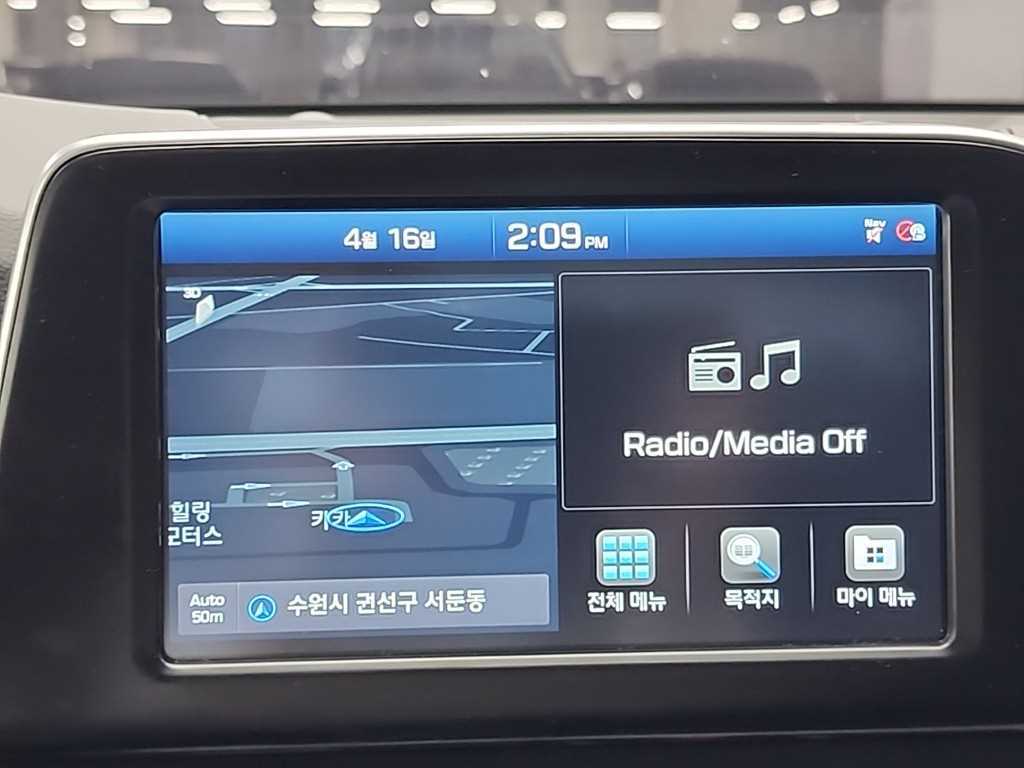 4월 16일
2:09 PM
Nav
3D
Radio/Media Off
힐링
모터스
카
Auto
50m
수원시 권선구 서둔동
전체 메뉴
목적지
마이 메뉴